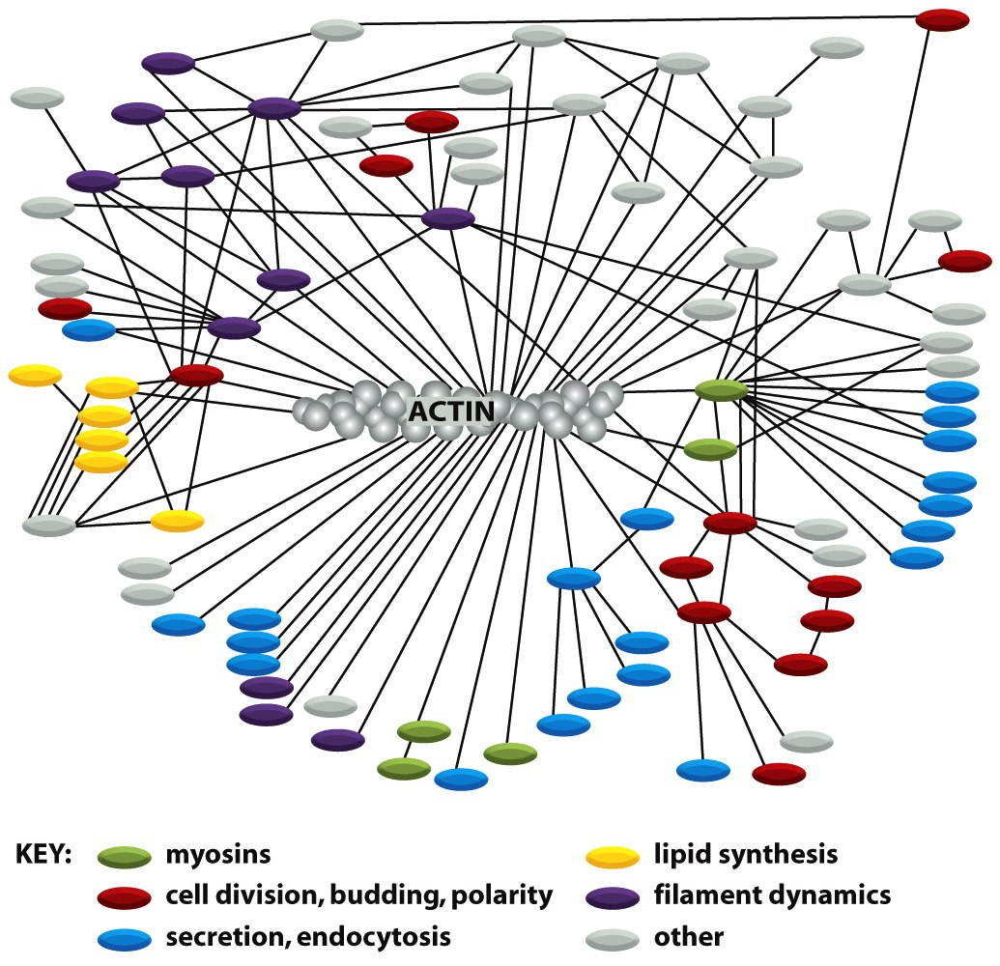 ACTIN
KEY:
myosins
cell division, budding, polarity
secretion, endocytosis
lipid synthesis
filament dynamics
other